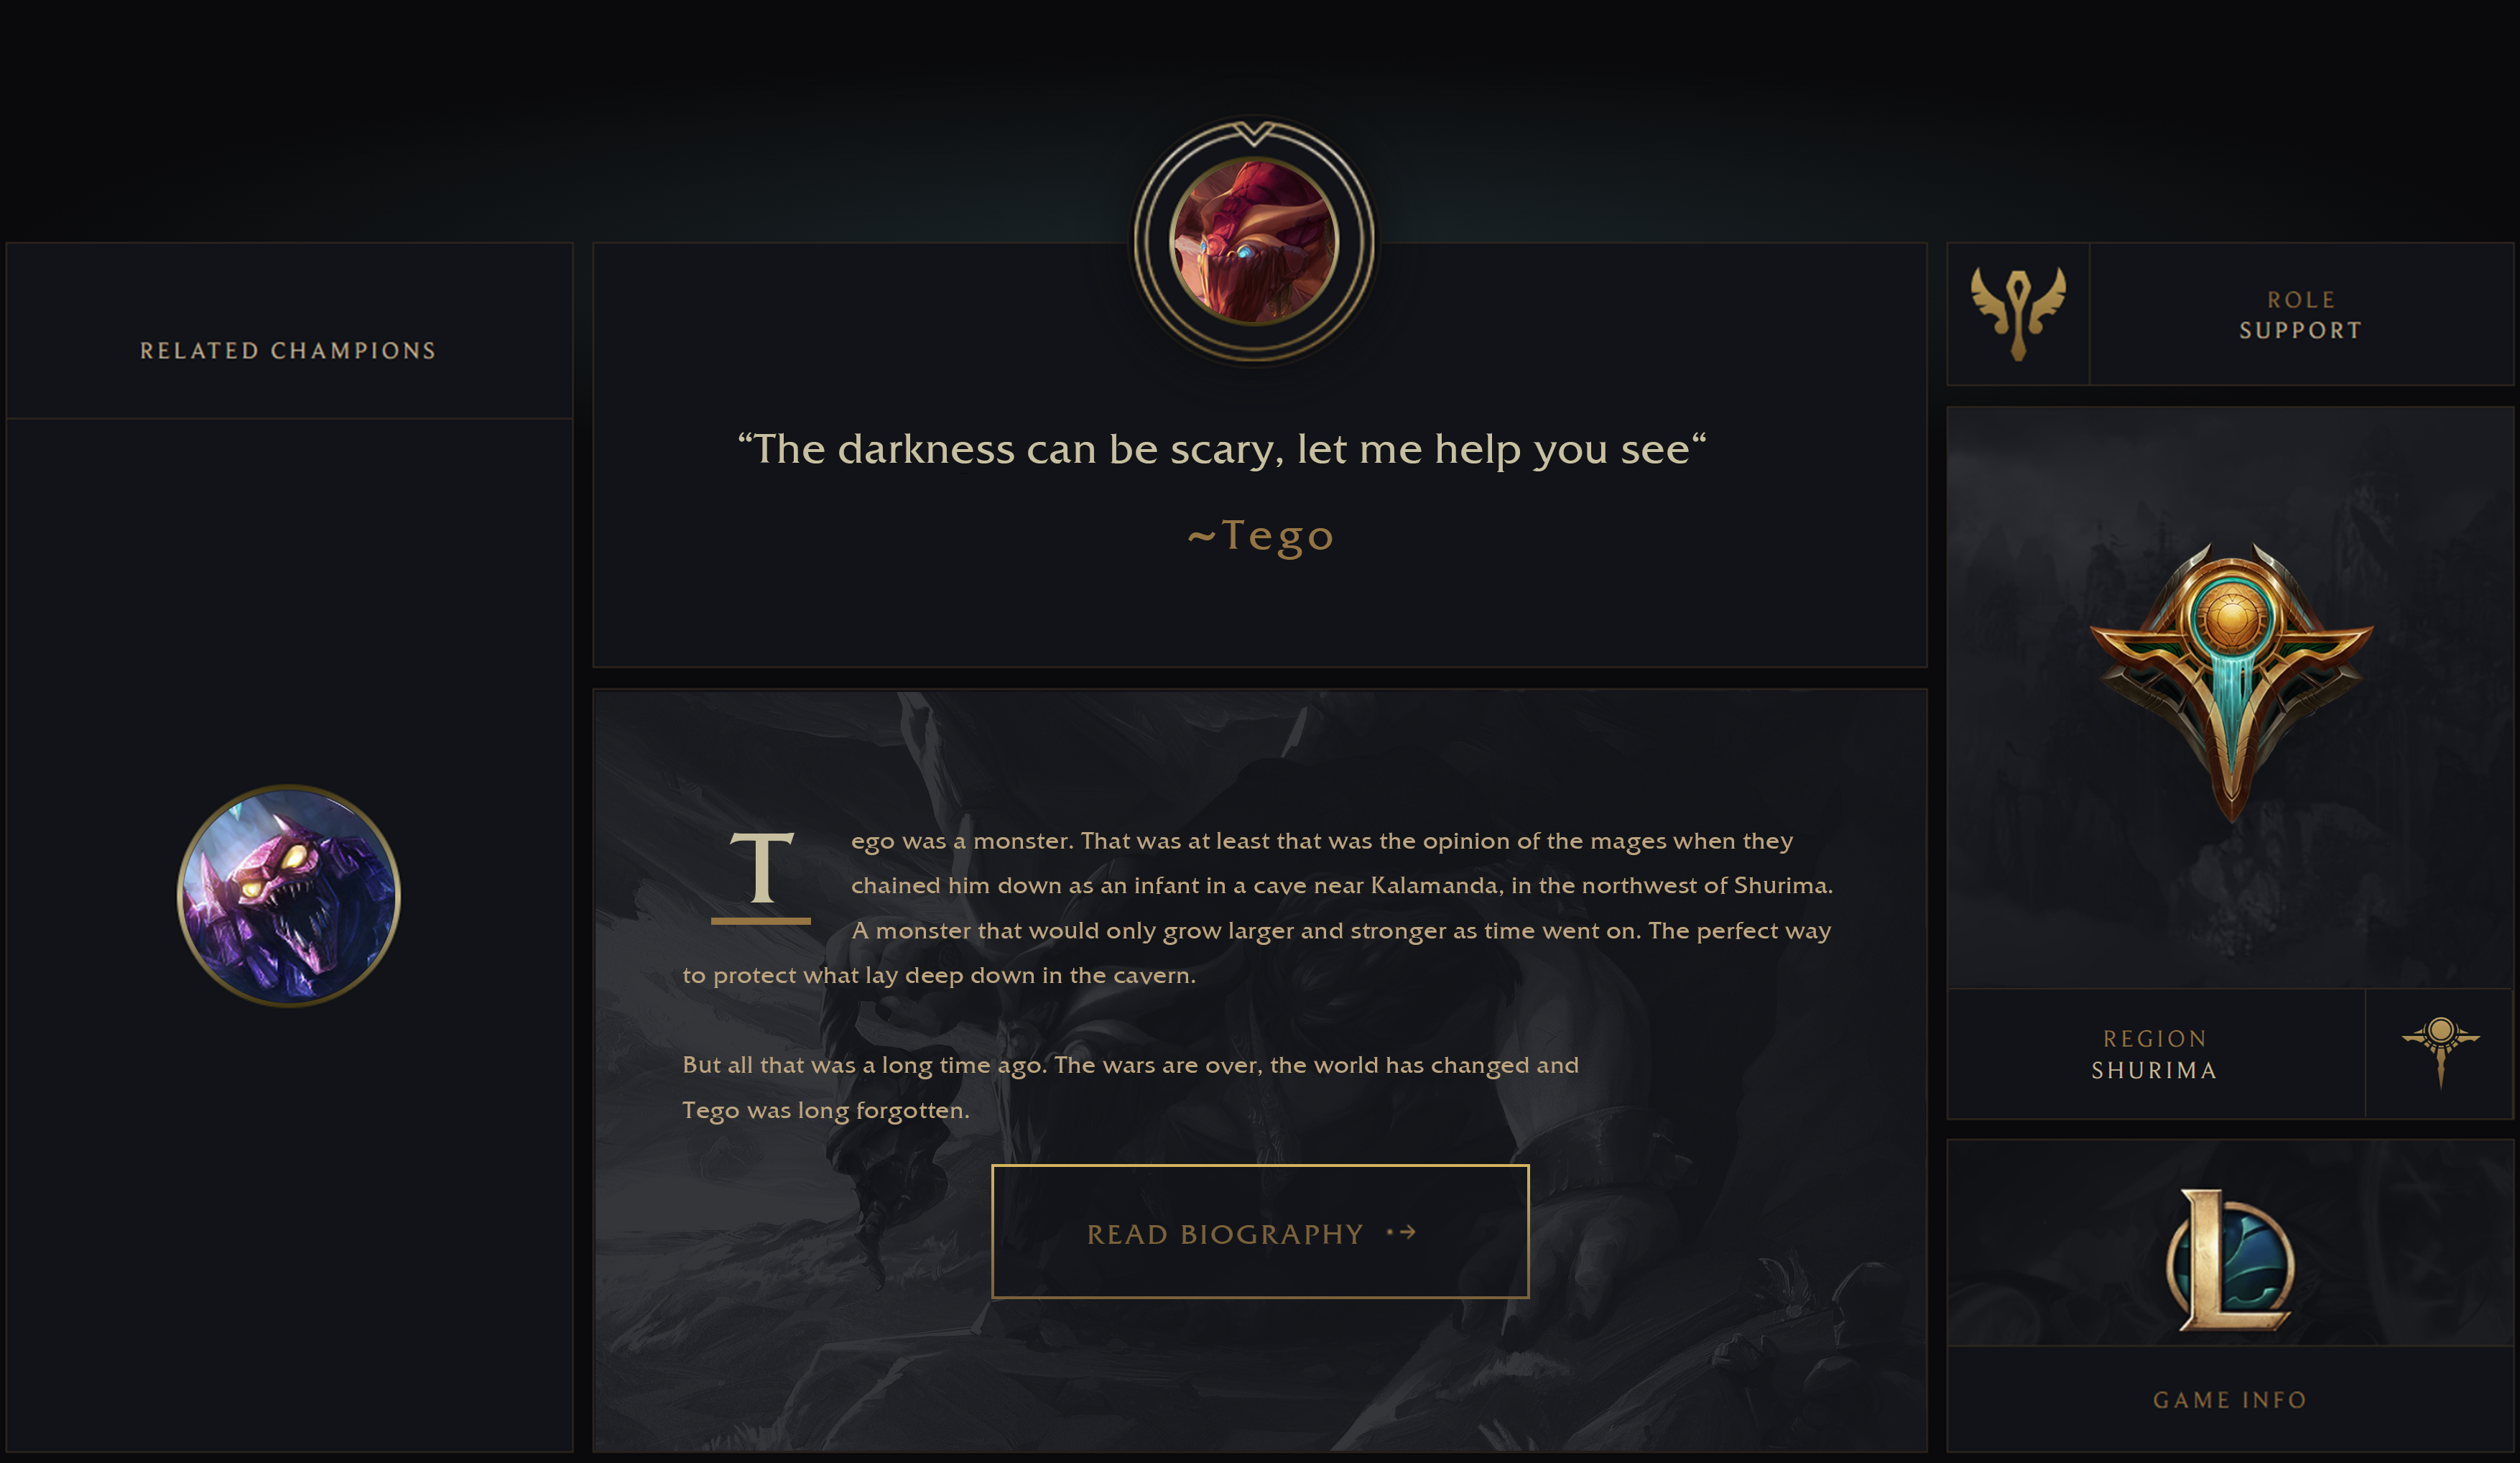 RELATED CHAMPIONS
“The darkness can be scary, let me help you see“
~Tego
Tego was a monster. That was at least that was the opinion of the mages when they
chained him down as an infant in a cave near Kalamanda, in the northwest of Shurima.
A monster that would only grow larger and stronger as time went on. The perfect way
to protect what lay deep down in the cavern.
But all that was a long time ago. The wars are over, the world has changed and
Tego was long forgotten.
READ BIOGRAPHY
ROLE
SUPPORT
REGION
SHURIMA
L
GAME INFO